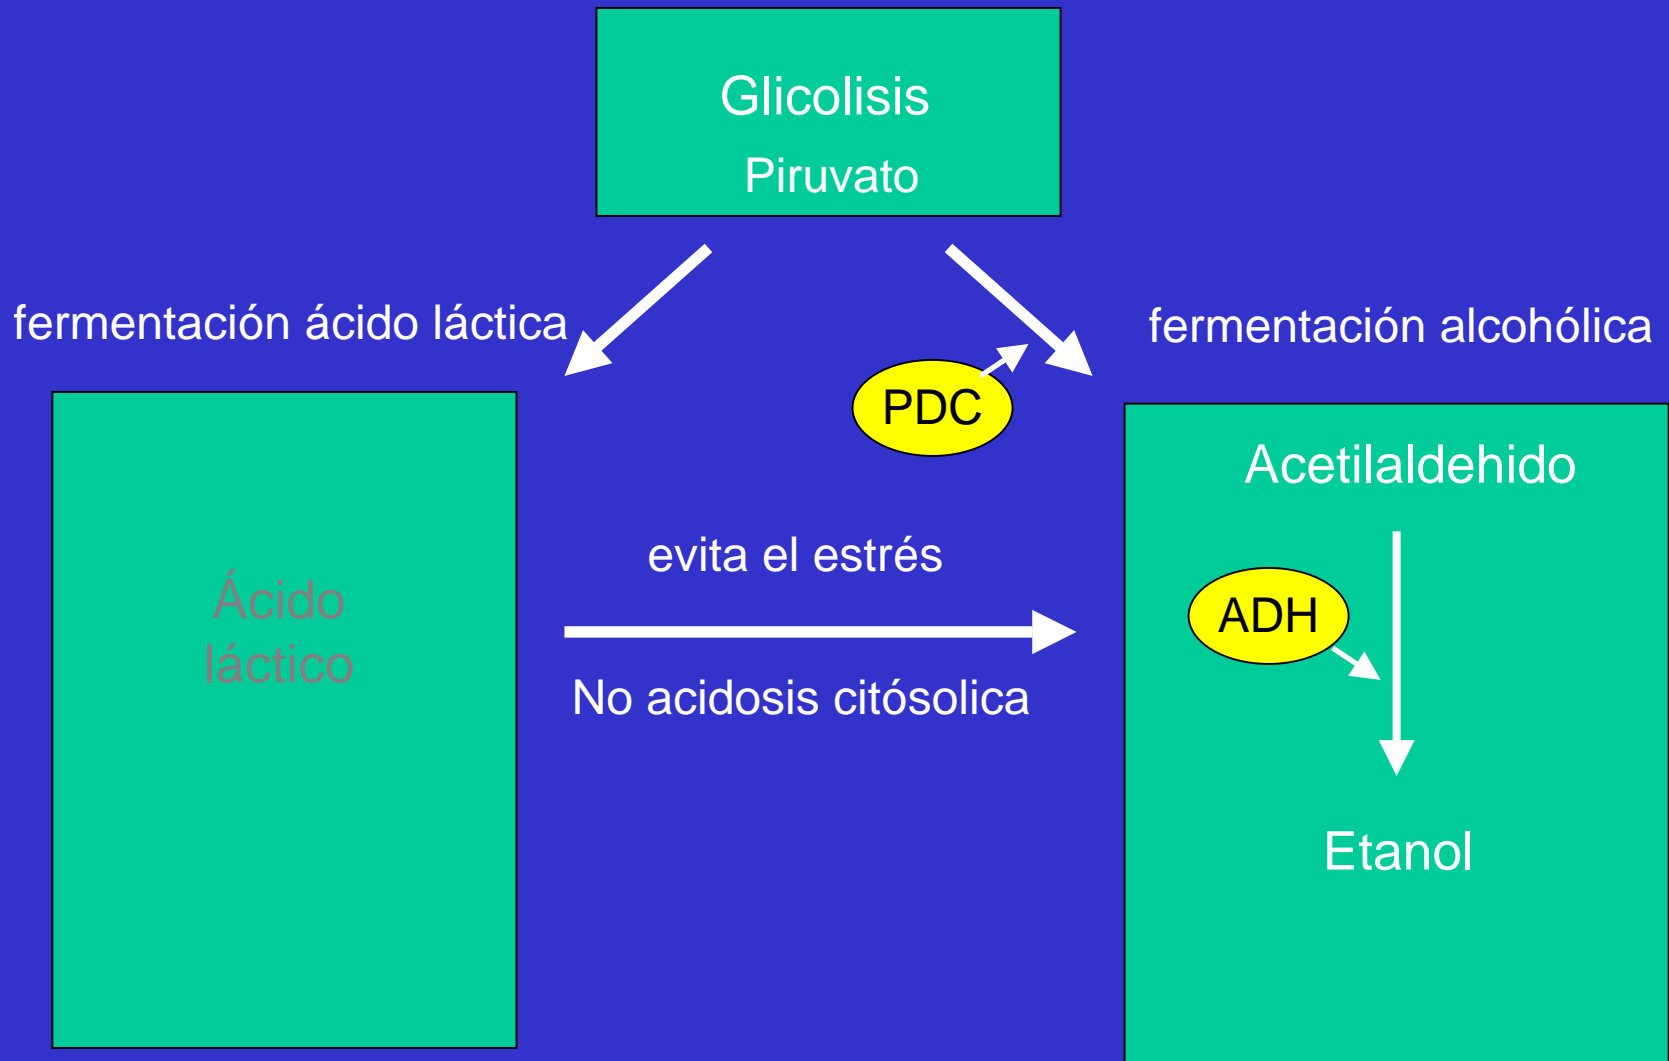 Glicolisis
Piruvato
fermentación ácido láctica
fermentación alcohólica
PDC
Acetilaldehido
evita el estrés
Ácido
láctico
ADH
No acidosis citósolica
Etanol